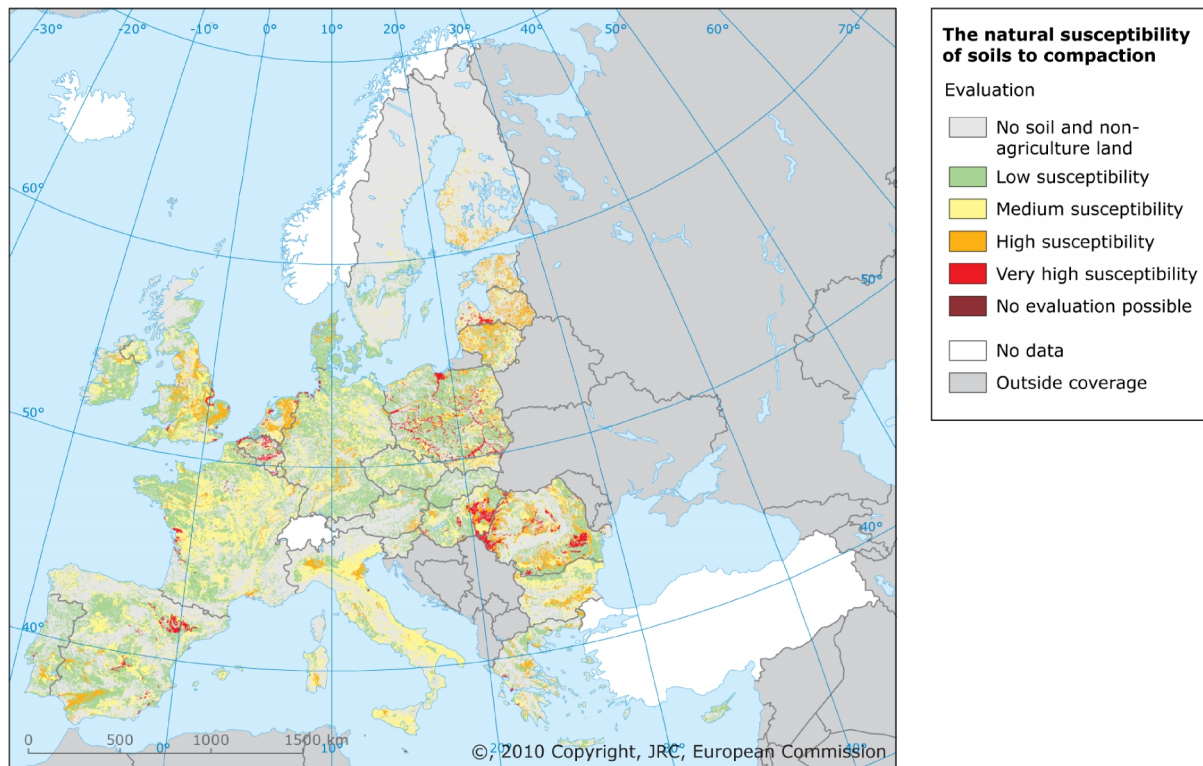 -30°
-20°
-10°
0°
10°
20°
30°
40°
50°
60°
70°
60°
50°
50°
40°
40°
0
500
1000
1500 km
0°
10°
20°
30°
40°
© 2010 Copyright, JRC, European Commission
The natural susceptibility
of soils to compaction
Evaluation
No soil and non-
agriculture land
Low susceptibility
Medium susceptibility
High susceptibility
Very high susceptibility
No evaluation possible
No data
Outside coverage